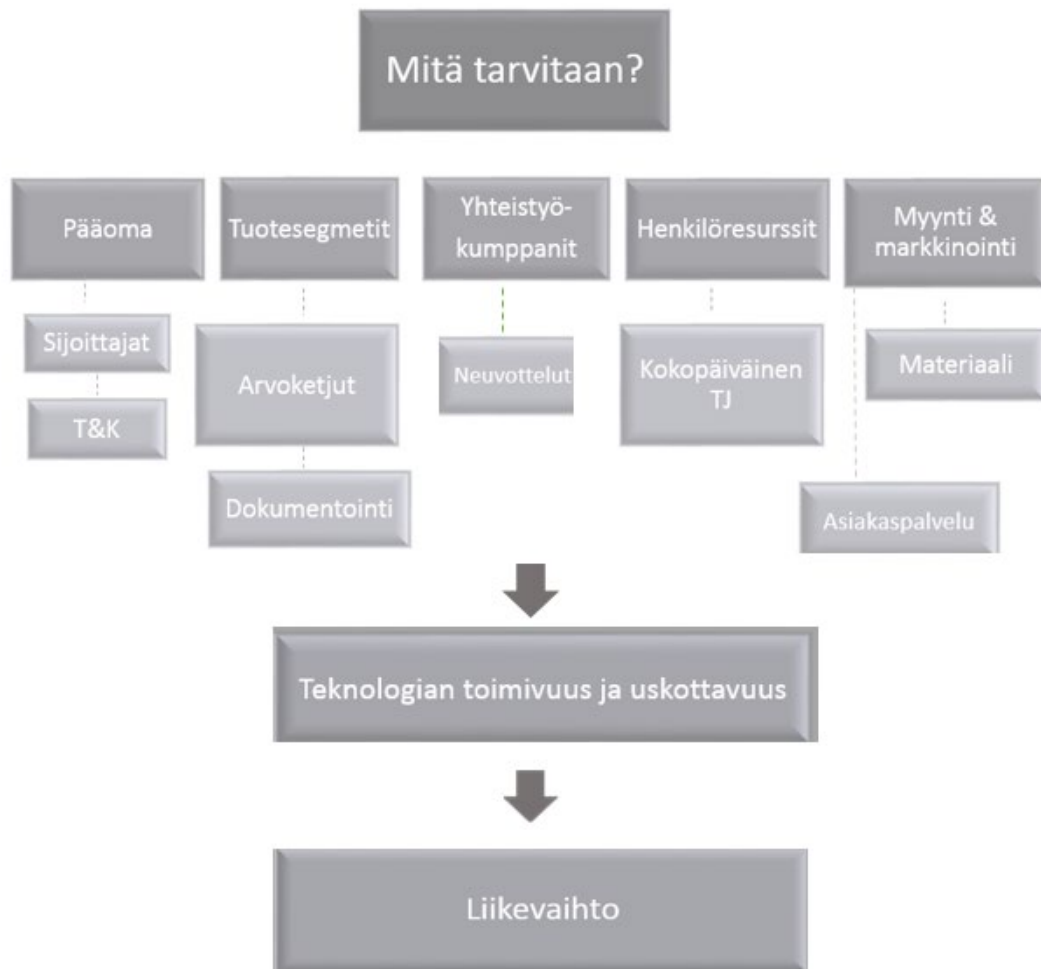 Mitä tarvitaan?
Pääoma
Tuotesegmetit
Yhteistyö-
kumppanit
Henkilöresurssit
Myynti &
markkinointi
Sijoittajat
T&K
Arvoketjut
Dokumentointi
Neuvottelut
Kokopäiväinen
TJ
Materiaali
Asiakaspalvelu
Teknologian toimivuus ja uskottavuus
Liikevaihto